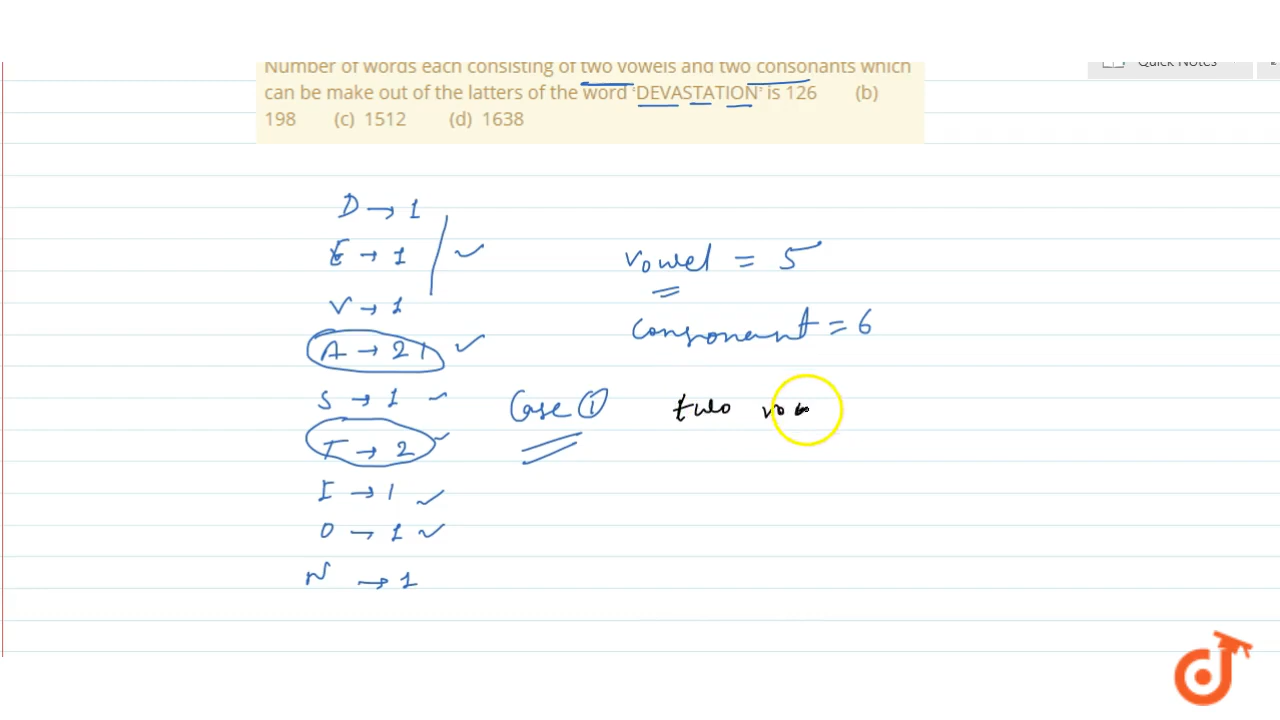 Number of words each consisting of two vowels and two consonants which
Quick Notes
can be make out of the latters of the word 'DEVASTATION' is 126 (b)
198 (c) 1512 (d) 1638
D → 1
E → 1
V → 1
A → 2
S → 1
T → 2
I → 1
O → 1
N → 1
vowel = 5
consonant = 6
Case ①
two vo